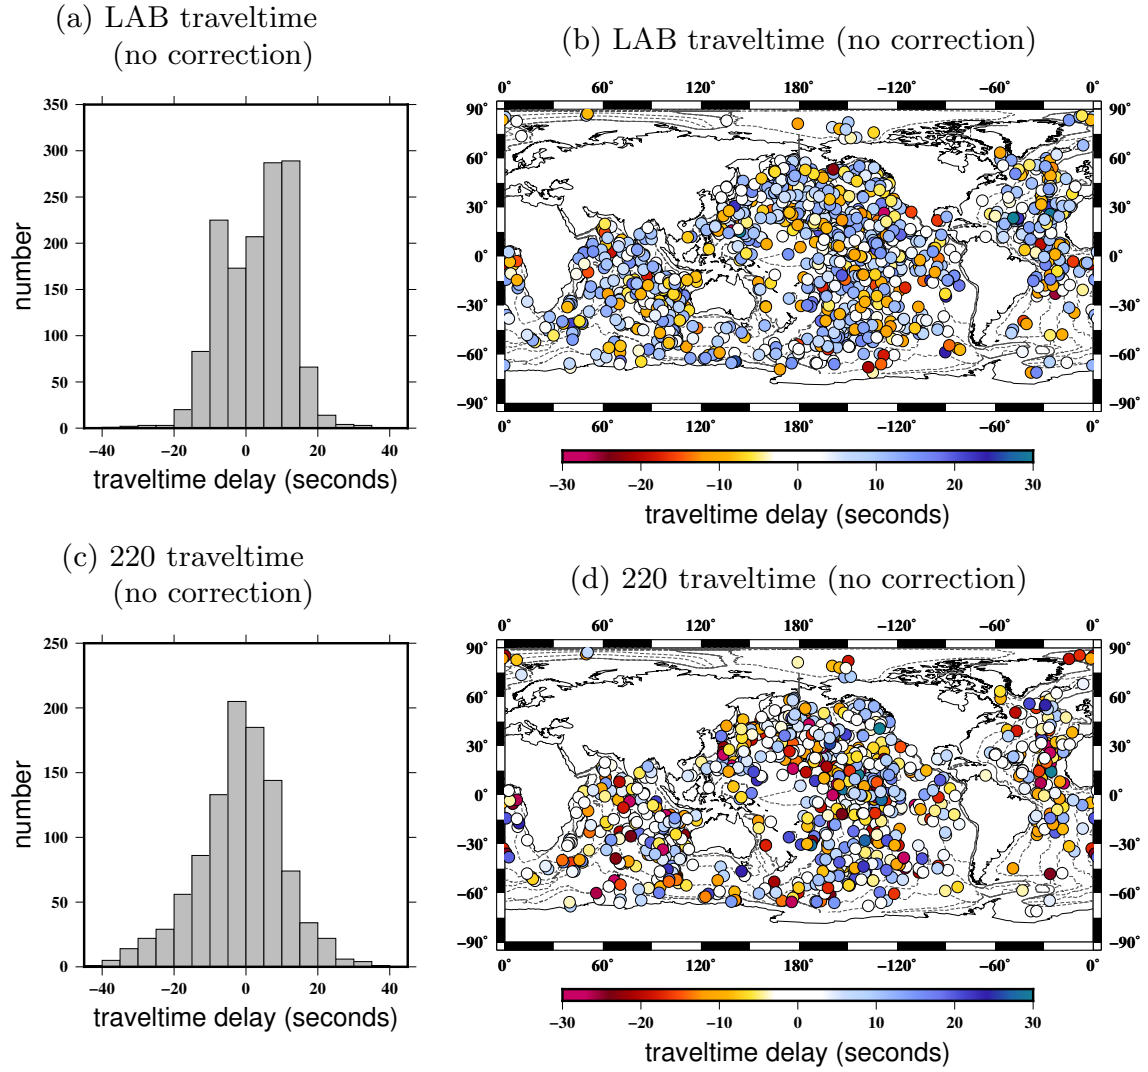 (a) LAB traveltime
(no correction)
(b) LAB traveltime (no correction)
350
300
250
200
150
100
50
0
number
−40 −20 0 20 40
traveltime delay (seconds)
0˚ 60˚ 120˚ 180˚ −120˚ −60˚ 0˚
90˚ 90˚
60˚ 60˚
30˚ 30˚
0˚ 0˚
−30˚ −30˚
−60˚ −60˚
−90˚ −90˚
0˚ 60˚ 120˚ 180˚ −120˚ −60˚ 0˚
−30 −20 −10 0 10 20 30
traveltime delay (seconds)
(c) 220 traveltime
(no correction)
(d) 220 traveltime (no correction)
250
200
150
100
50
0
number
−40 −20 0 20 40
traveltime delay (seconds)
0˚ 60˚ 120˚ 180˚ −120˚ −60˚ 0˚
90˚ 90˚
60˚ 60˚
30˚ 30˚
0˚ 0˚
−30˚ −30˚
−60˚ −60˚
−90˚ −90˚
0˚ 60˚ 120˚ 180˚ −120˚ −60˚ 0˚
−30 −20 −10 0 10 20 30
traveltime delay (seconds)